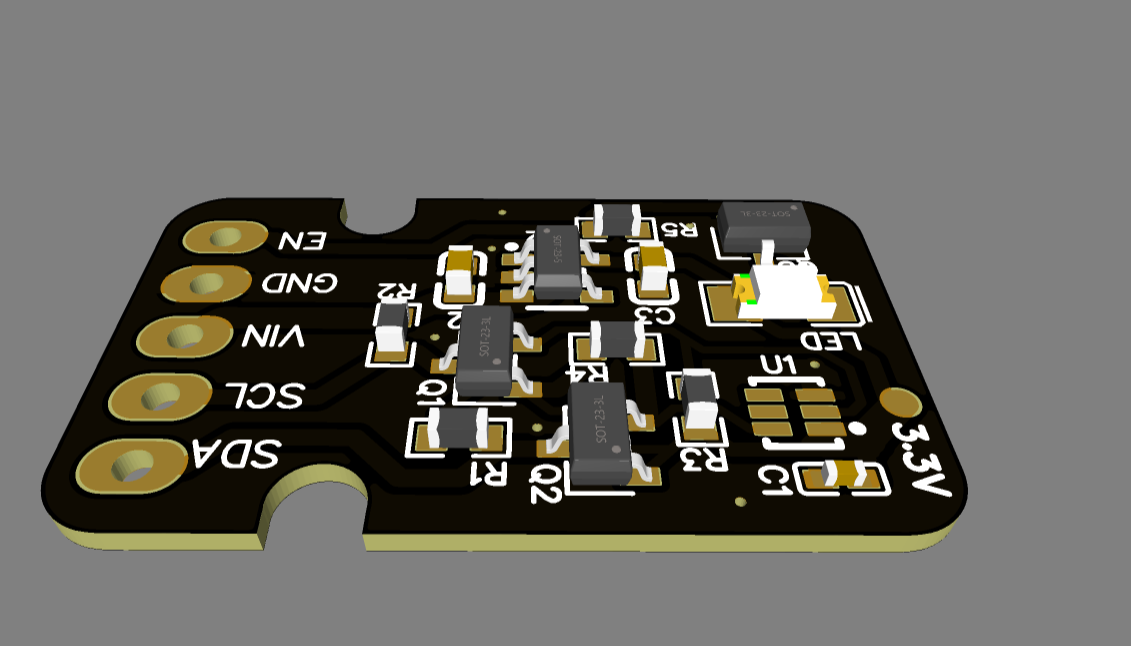 EN
GND
VIN
SCL
SDA
R2
R5
C3
LED
Q1
R4
U1
R1
Q2
R3
C1
3.3V
SOT-23-5
SOT-23-3L
SOT-23-3L
SOT-23-3L